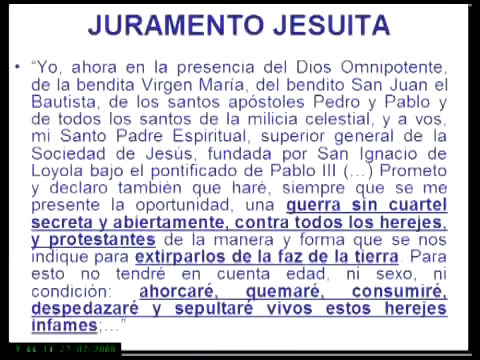 JURAMENTO JESUITA
• “Yo, ahora en la presencia del Dios Omnipotente,
de la bendita Virgen María, del bendito San Juan el
Bautista, de los santos apóstoles Pedro y Pablo y
de todos los santos de la milicia celestial, y a vos,
mi Santo Padre Espiritual, superior general de la
Sociedad de Jesús, fundada por San Ignacio de
Loyola bajo el pontificado de Pablo III (…) Prometo
y declaro también que haré, siempre que se me
presente la oportunidad, una guerra sin cuartel
secreta y abiertamente, contra todos los herejes,
y protestantes de la manera y forma que se nos
indique para extirparlos de la faz de la tierra. Para
esto no tendré en cuenta edad, ni sexo, ni
condición: ahorcaré, quemaré, consumiré,
despedazaré y sepultaré vivos estos herejes
infames;…”